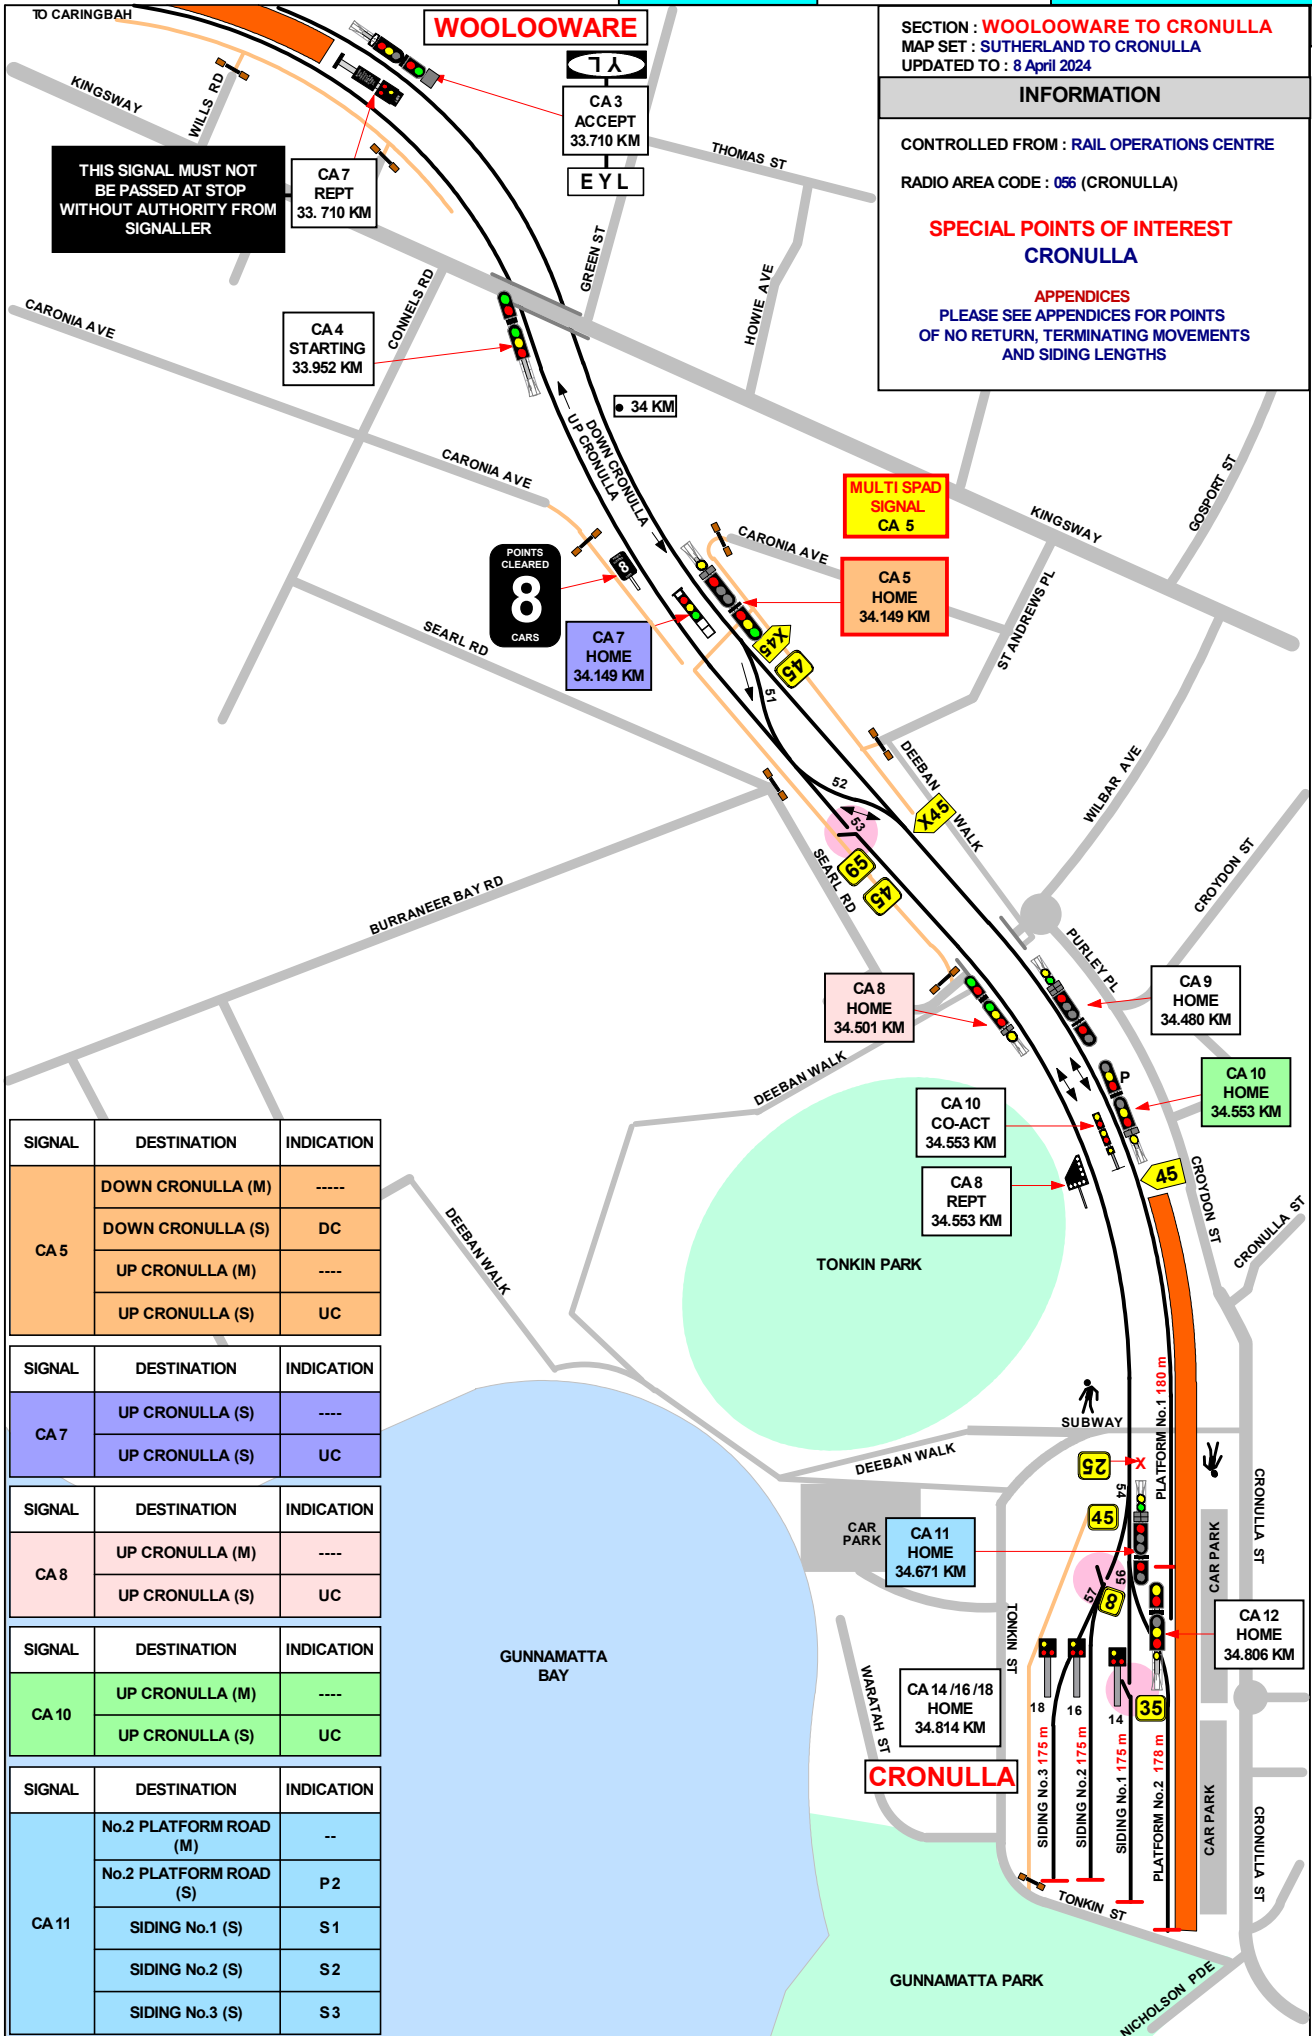 TO CARINGBAH
WOOLOOWARE
YL
SECTION : WOOLOOWARE TO CRONULLA
MAP SET : SUTHERLAND TO CRONULLA
UPDATED TO : 8 April 2024
INFORMATION
CONTROLLED FROM : RAIL OPERATIONS CENTRE
RADIO AREA CODE : 056 (CRONULLA)
SPECIAL POINTS OF INTEREST
CRONULLA
APPENDICES
PLEASE SEE APPENDICES FOR POINTS
OF NO RETURN, TERMINATING MOVEMENTS
AND SIDING LENGTHS
KINGSWAY
WILLS RD
CA 3
ACCEPT
33.710 KM
EYL
THIS SIGNAL MUST NOT
BE PASSED AT STOP
WITHOUT AUTHORITY FROM
SIGNALLER
CA 7
REPT
33. 710 KM
THOMAS ST
GREEN ST
HOWIE AVE
CONNELS RD
CARONIA AVE
CA 4
STARTING
33.952 KM
34 KM
UP CRONULLA
DOWN CRONULLA
CARONIA AVE
MULTI SPAD
SIGNAL
CA 5
KINGSWAY
GOSPORT ST
CARONIA AVE
POINTS
CLEARED
8
CARS
8
CA 5
HOME
34.149 KM
ST ANDREWS PL
SEARL RD
CA 7
HOME
34.149 KM
X45
45
51
52
53
DEEBAN WALK
X45
WILBAR AVE
SEARL RD
65
45
CROYDON ST
BURRANEER BAY RD
PURLEY PL
CA 8
HOME
34.501 KM
CA 9
HOME
34.480 KM
DEEBAN WALK
P
CA 10
HOME
34.553 KM
CA 10
CO-ACT
34.553 KM
CA 8
REPT
34.553 KM
45
CROYDON ST
CRONULLA ST
TONKIN PARK
DEEBAN WALK
SIGNAL DESTINATION INDICATION
CA 5
DOWN CRONULLA (M) -----
DOWN CRONULLA (S) DC
UP CRONULLA (M) ----
UP CRONULLA (S) UC
SIGNAL DESTINATION INDICATION
CA 7
UP CRONULLA (S) ----
UP CRONULLA (S) UC
SIGNAL DESTINATION INDICATION
CA 8
UP CRONULLA (M) ----
UP CRONULLA (S) UC
SIGNAL DESTINATION INDICATION
CA 10
UP CRONULLA (M) ----
UP CRONULLA (S) UC
SIGNAL DESTINATION INDICATION
CA 11
No.2 PLATFORM ROAD
(M) --
No.2 PLATFORM ROAD
(S) P 2
SIDING No.1 (S) S 1
SIDING No.2 (S) S 2
SIDING No.3 (S) S 3
SUBWAY
PLATFORM No.1 180 m
DEEBAN WALK
25
X
54
45
CAR
PARK
CA 11
HOME
34.671 KM
56
57
8
CAR PARK
CRONULLA ST
TONKIN ST
CA 12
HOME
34.806 KM
GUNNAMATTA
BAY
WARATAH ST
CA 14 /16 /18
HOME
34.814 KM
18
16
14
35
CRONULLA
SIDING No.3 175 m
SIDING No.2 175 m
SIDING No.1 175 m
PLATFORM No.2 178 m
CAR PARK
CRONULLA ST
TONKIN ST
GUNNAMATTA PARK
NICHOLSON PDE